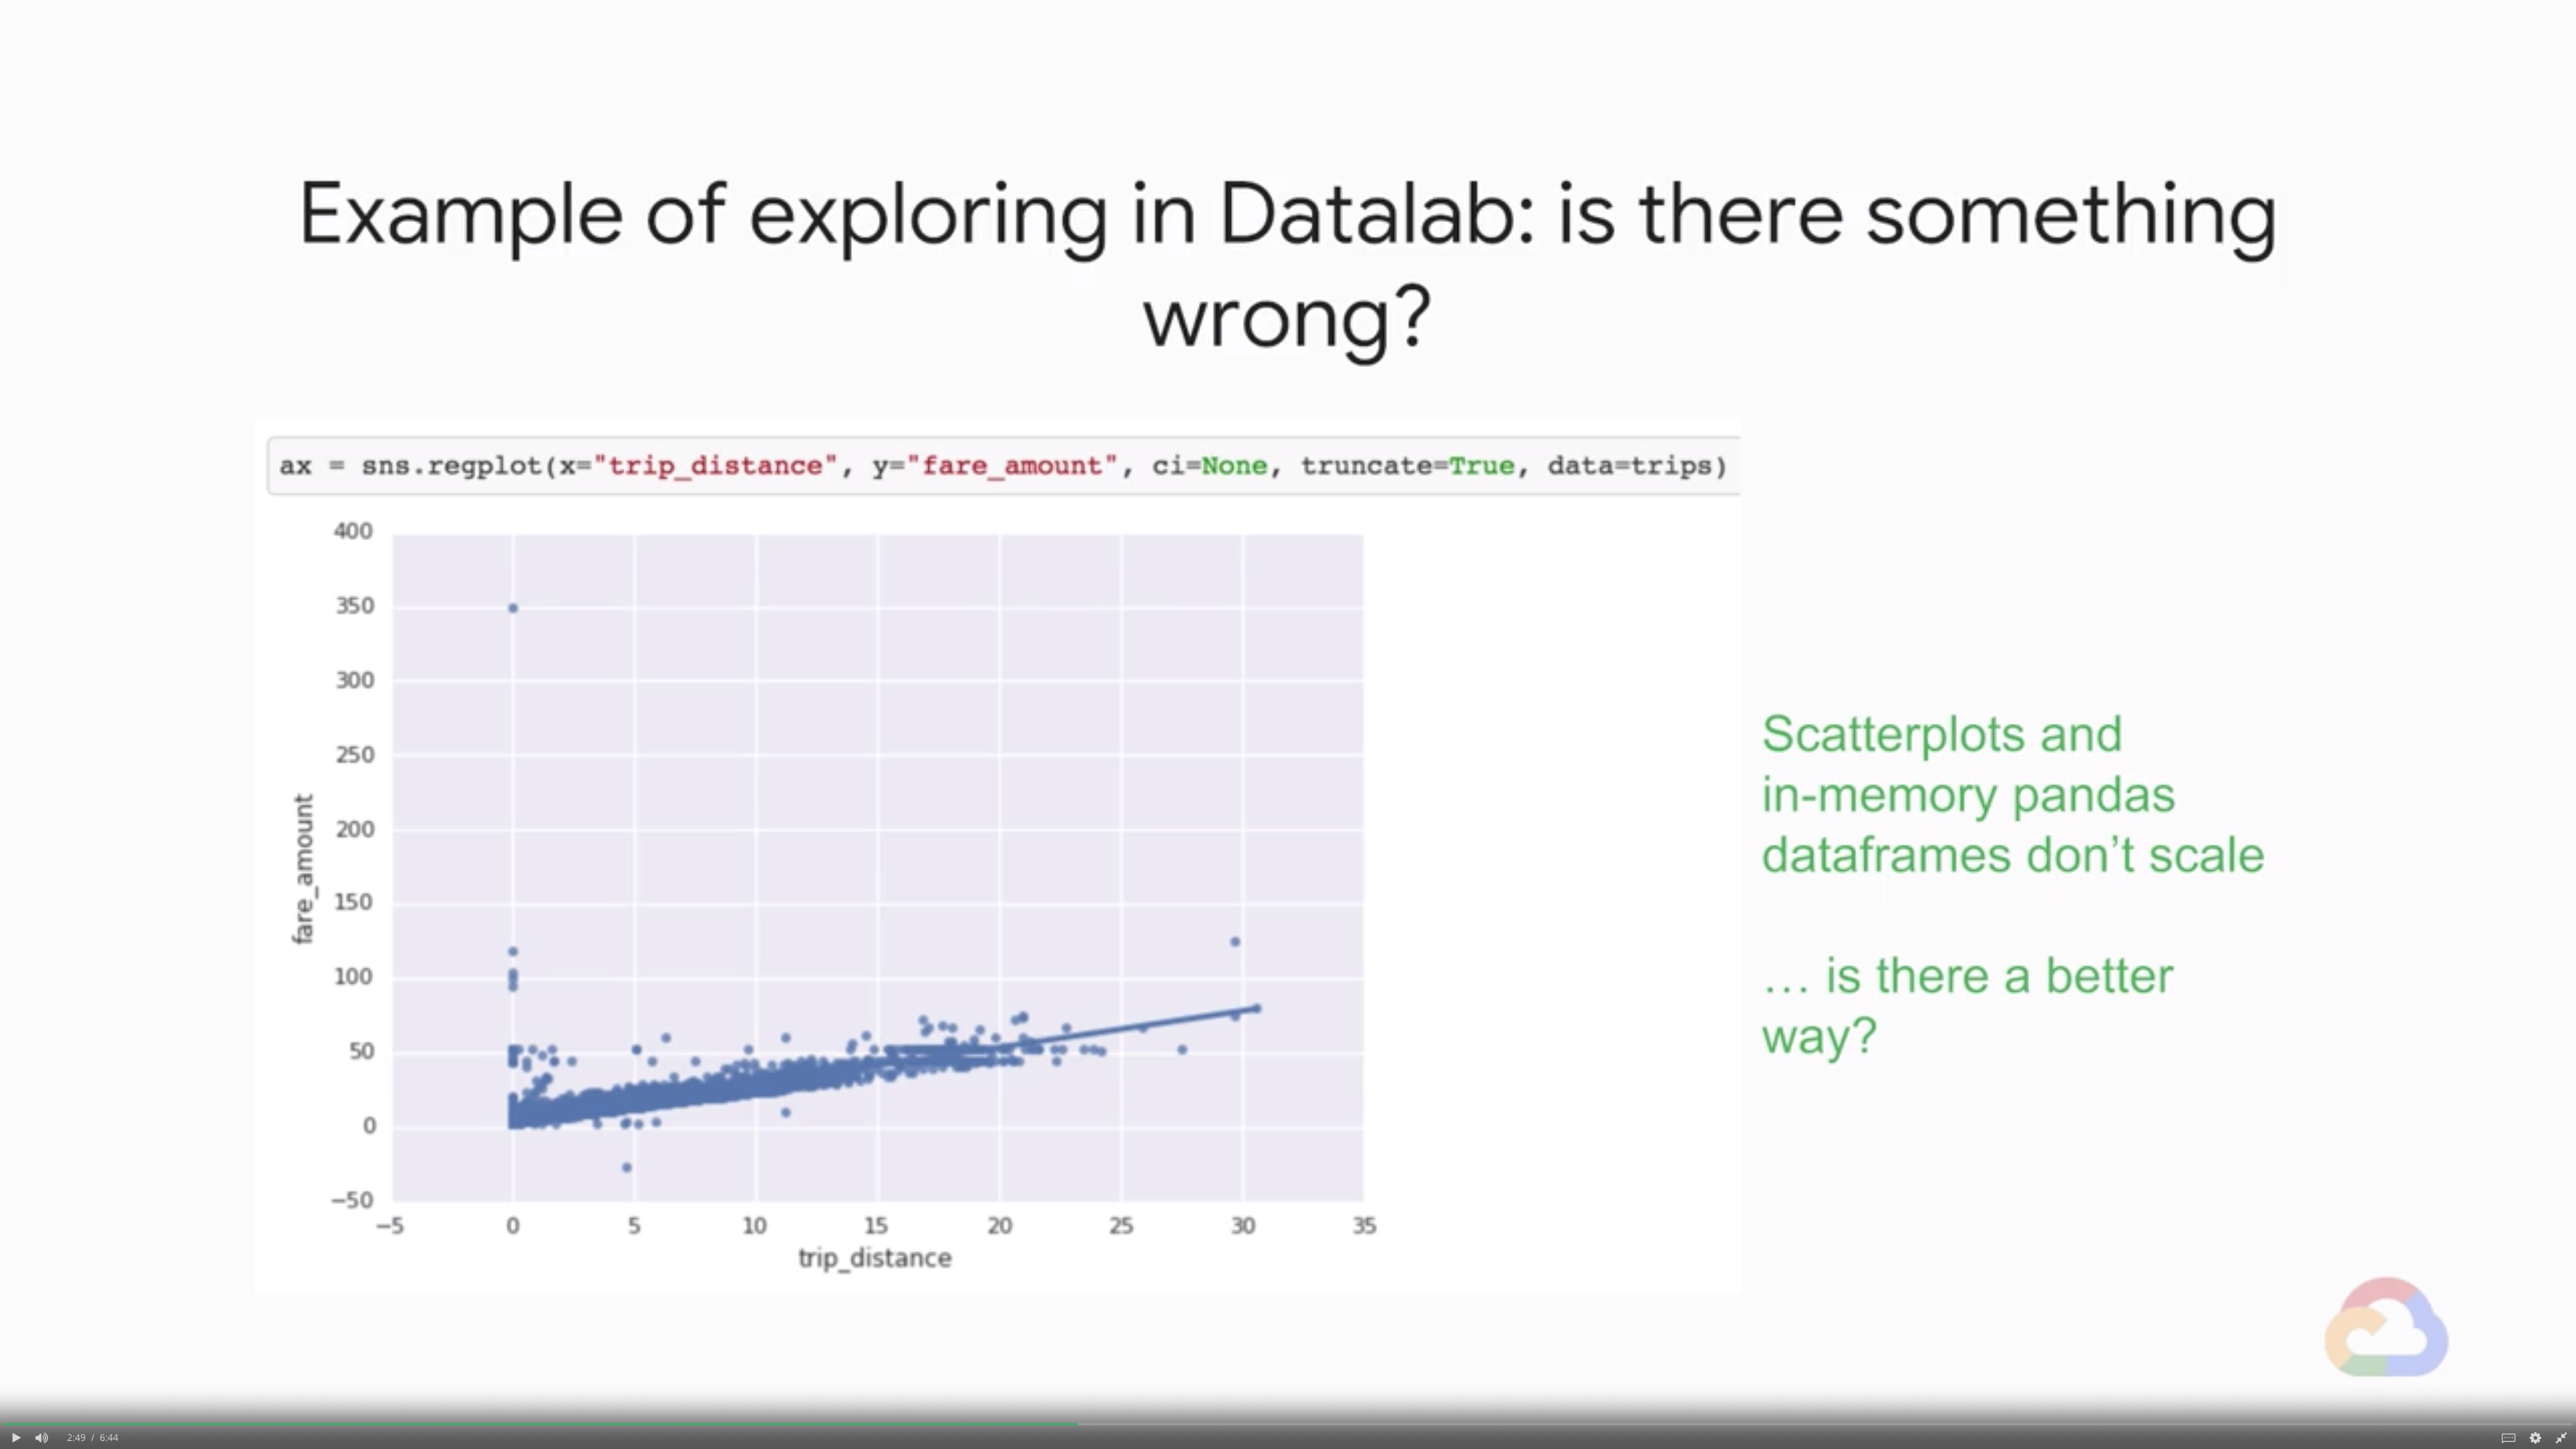 Example of exploring in Datalab: is there something
wrong?
ax = sns.regplot(x="trip_distance", y="fare_amount", ci=None, truncate=True, data=trips)
400
350
300
250
200
150
100
50
0
−50
fare_amount
−5 0 5 10 15 20 25 30 35
trip_distance
Scatterplots and
in-memory pandas
dataframes don’t scale
… is there a better
way?
2:49 / 6:44